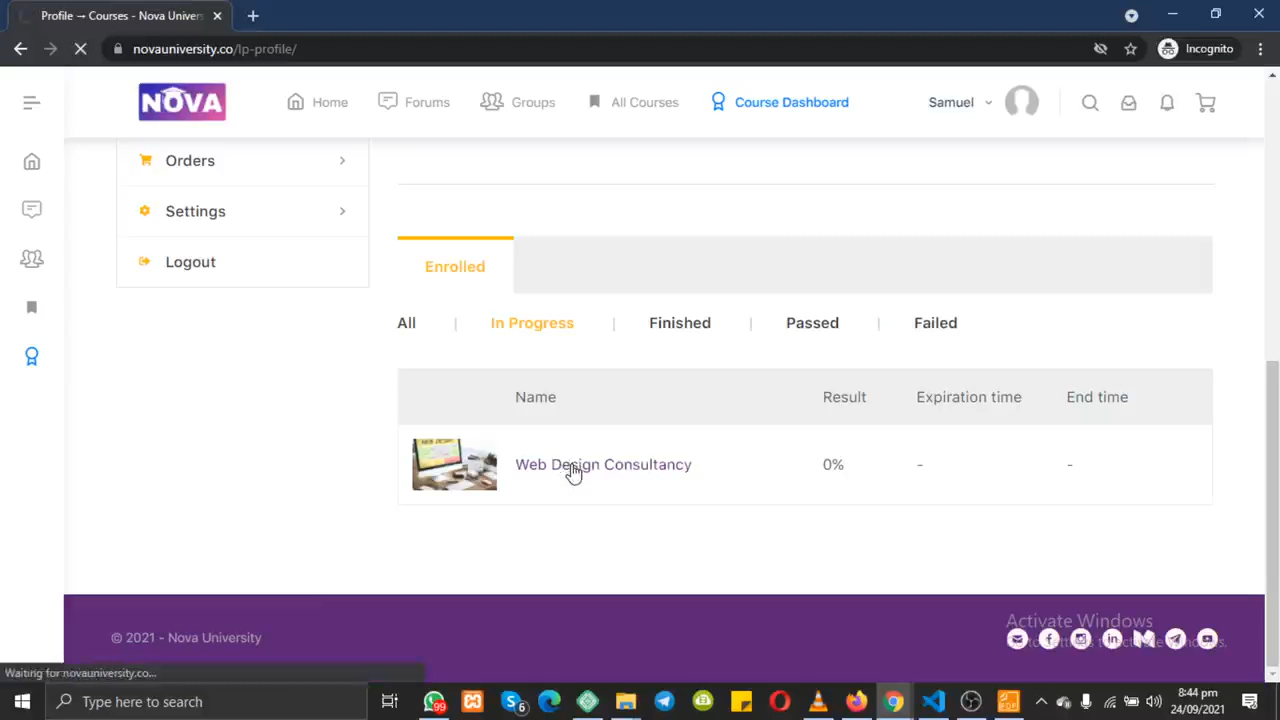 Profile → Courses - Nova Univers
novauniversity.co/lp-profile/
Incognito
NOVA
Home
Forums
Groups
All Courses
Course Dashboard
Samuel
Orders
Settings
Logout
Enrolled
All | In Progress | Finished | Passed | Failed
Name Result Expiration time End time
Web Design Consultancy 0% - -
Activate Windows
© 2021 - Nova University
Waiting for novauniversity.co...
Type here to search
99
6
8:44 pm
24/09/2021